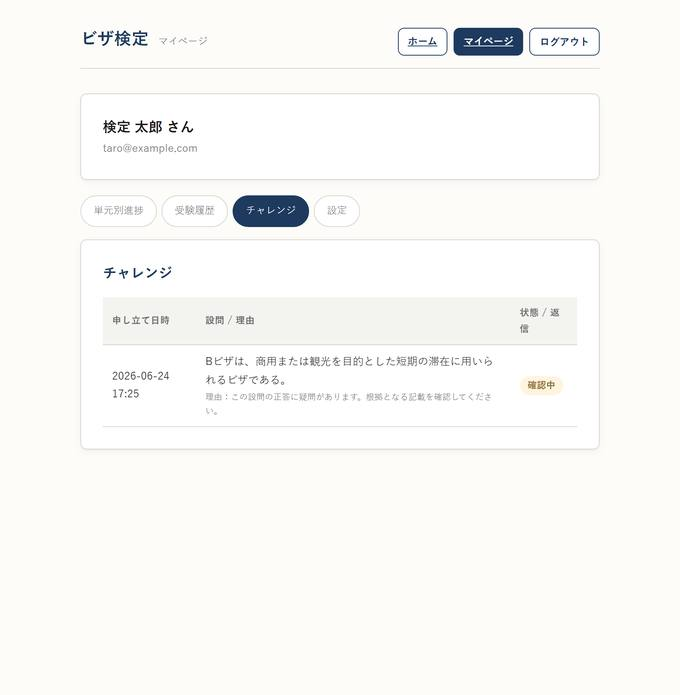 ビザ検定 マイページ ホーム マイページ ログアウト
検定 太郎 さん
taro@example.com
単元別進捗 受験履歴 チャレンジ 設定
チャレンジ
申し立て日時 設問 / 理由 状態 / 返
信
2026-06-24
17:25
Bビザは、商用または観光を目的とした短期の滞在に用いら
れるビザである。
理由：この設問の正答に疑問があります。根拠となる記載を確認してくださ
い。
確認中